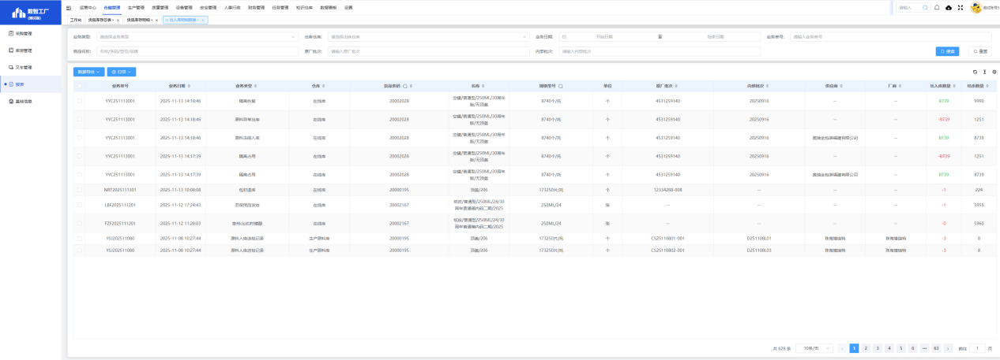 数智工厂
(测试版)
运营中心 仓储管理 生产管理 质量管理 设备管理 安全管理 人事行政 财务管理 任务管理 知识仓库 数据看板 设置
请输入
工作台 货品库存总表 货品库存明细 出入库明细报表
采购管理
库房管理
叉车管理
报表
基础信息
业务类型: 请选择业务类型 出库仓库: 请选择出库仓库 业务日期: 开始日期 至 结束日期 业务单号: 请输入业务单号
商品名称: 名称/条码/型号/品牌 原厂批次: 请输入原厂批次 内部批次: 请输入内部批次 搜索 重置
数据导出 打印
业务单号 业务日期 业务类型 仓库 货品条码 名称 规格型号 单位 原厂批次 内部批次 供应商 厂商 出入库数量 结余数量
YYC251113001 2025-11-13 14:18:46 隔离恢复 在线库 20002028 空罐/普通型/250ML/30周年版/无顶盖 8740个/托 个 4531259140 20250916 -- -- 8739 9990
YYC251113001 2025-11-13 14:18:46 原料异常出库 在线库 20002028 空罐/普通型/250ML/30周年版/无顶盖 8740个/托 个 4531259140 20250916 -- -- -8739 1251
YYC251113001 2025-11-13 14:18:46 原料冻结入库 在线库 20002028 空罐/普通型/250ML/30周年版/无顶盖 8740个/托 个 4531259140 20250916 奥瑞金包装福建有限公司 -- 8739 8739
YYC251113001 2025-11-13 14:17:39 隔离占用 在线库 20002028 空罐/普通型/250ML/30周年版/无顶盖 8740个/托 个 4531259140 20250916 -- -- -8739 1251
YYC251113001 2025-11-13 14:17:39 隔离占用 在线库 20002028 空罐/普通型/250ML/30周年版/无顶盖 8740个/托 个 4531259140 20250916 奥瑞金包装福建有限公司 -- 8739 8739
NRT2025111301 2025-11-13 10:08:08 包材退库 在线库 20000195 顶盖/206 173250片/托 个 12334268-008 -- -- -- -1 224
LBF2025111201 2025-11-12 17:24:43 劳保用品发放 在线库 20002167 纸皮/普通型/250ML/24/30周年普通箱内码二期/2025 250ML/24 张 -- -- -- -- -1 5959
FZF2025111201 2025-11-12 11:28:03 在线库 20002167 纸皮/普通型/250ML/24/30周年普通箱内码二期/2025 250ML/24 张 -- -- -- -- -0 5960
YSJ202511080 2025-11-08 10:27:44 原料入库送检记录 生产原料库 20000195 顶盖/206 173250片/托 个 CS25110801-001 D251108L01 珠海隆瑞特 珠海隆瑞特 -3 8
YSJ202511080 2025-11-08 10:27:44 原料入库送检记录 生产原料库 20000195 顶盖/206 173250片/托 个 CS25110802-001 D251108L03 珠海隆瑞特 珠海隆瑞特 -3 8
共 628 条 10条/页 1 2 3 4 5 6 ··· 63 前往 1 页